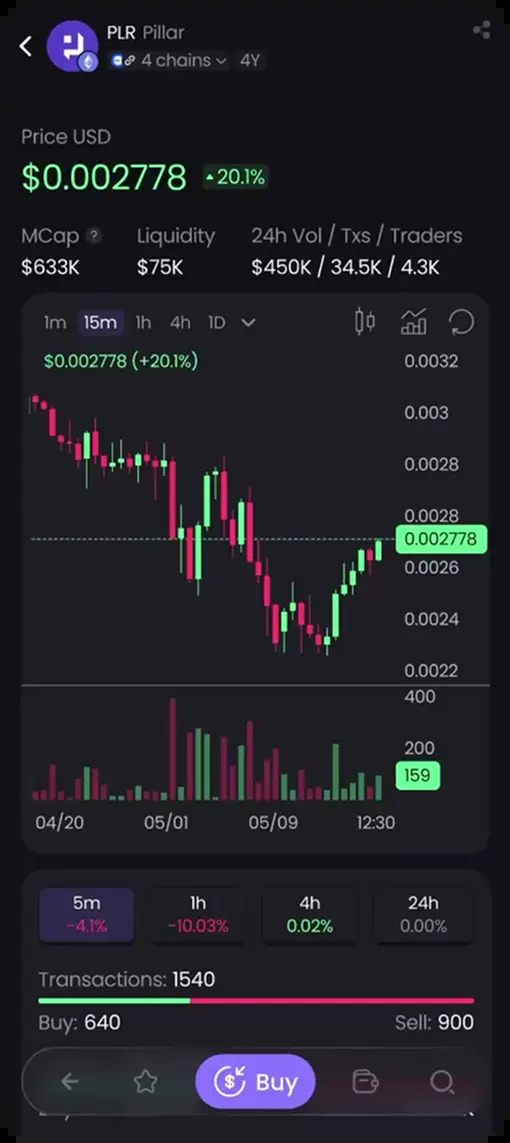 PLR Pillar
4 chains 4Y
Price USD
$0.002778 20.1%
MCap ? Liquidity 24h Vol / Txs / Traders
$633K $75K $450K / 34.5K / 4.3K
1m 15m 1h 4h 1D
$0.002778 (+20.1%)
0.0032
0.003
0.0028
0.0028
0.002778
0.0026
0.0024
0.0022
400
200
159
04/20 05/01 05/09 12:30
5m 1h 4h 24h
-4.1% -10.03% 0.02% 0.00%
Transactions: 1540
Buy: 640 Sell: 900
$ Buy